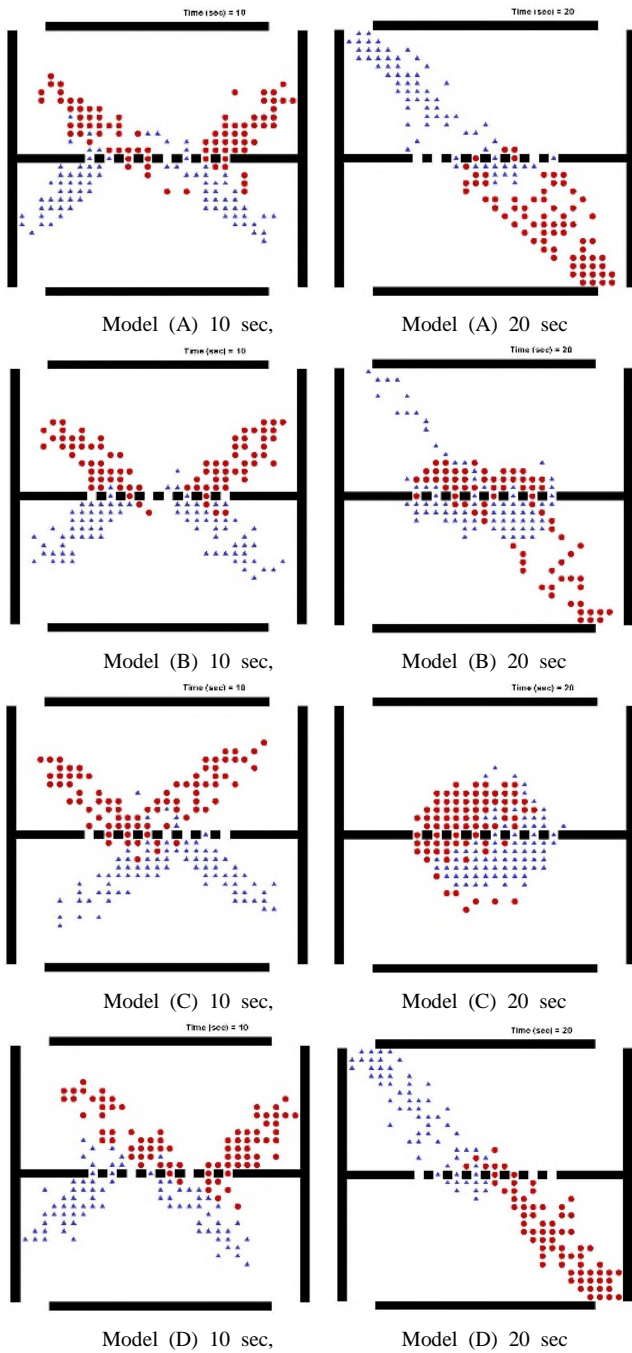 Time (sec) = 10
Time (sec) = 20
Model (A) 10 sec,
Model (A) 20 sec
Time (sec) = 10
Time (sec) = 20
Model (B) 10 sec,
Model (B) 20 sec
Time (sec) = 10
Time (sec) = 20
Model (C) 10 sec,
Model (C) 20 sec
Time (sec) = 10
Time (sec) = 20
Model (D) 10 sec,
Model (D) 20 sec